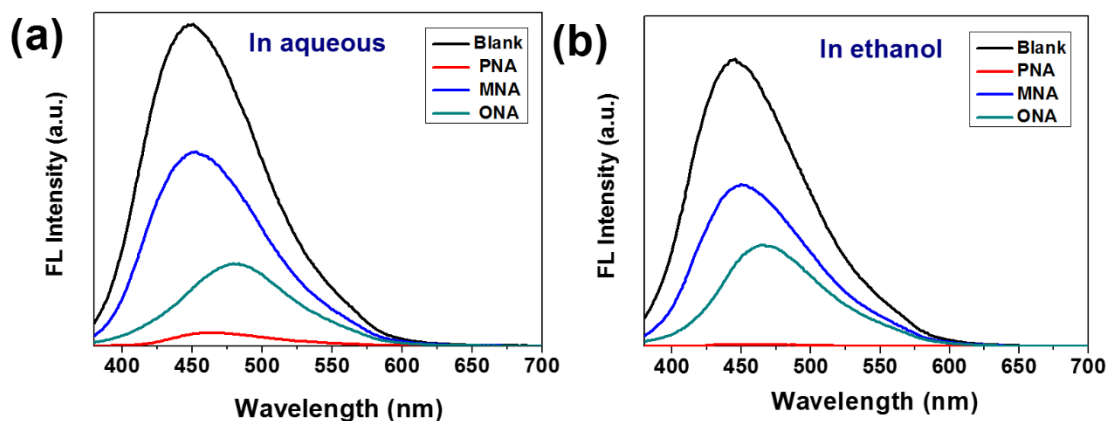 (a)
In aqueous
Blank
PNA
MNA
ONA
FL Intensity (a.u.)
400 450 500 550 600 650 700
Wavelength (nm)
(b)
In ethanol
Blank
PNA
MNA
ONA
FL Intensity (a.u.)
400 450 500 550 600 650 700
Wavelength (nm)